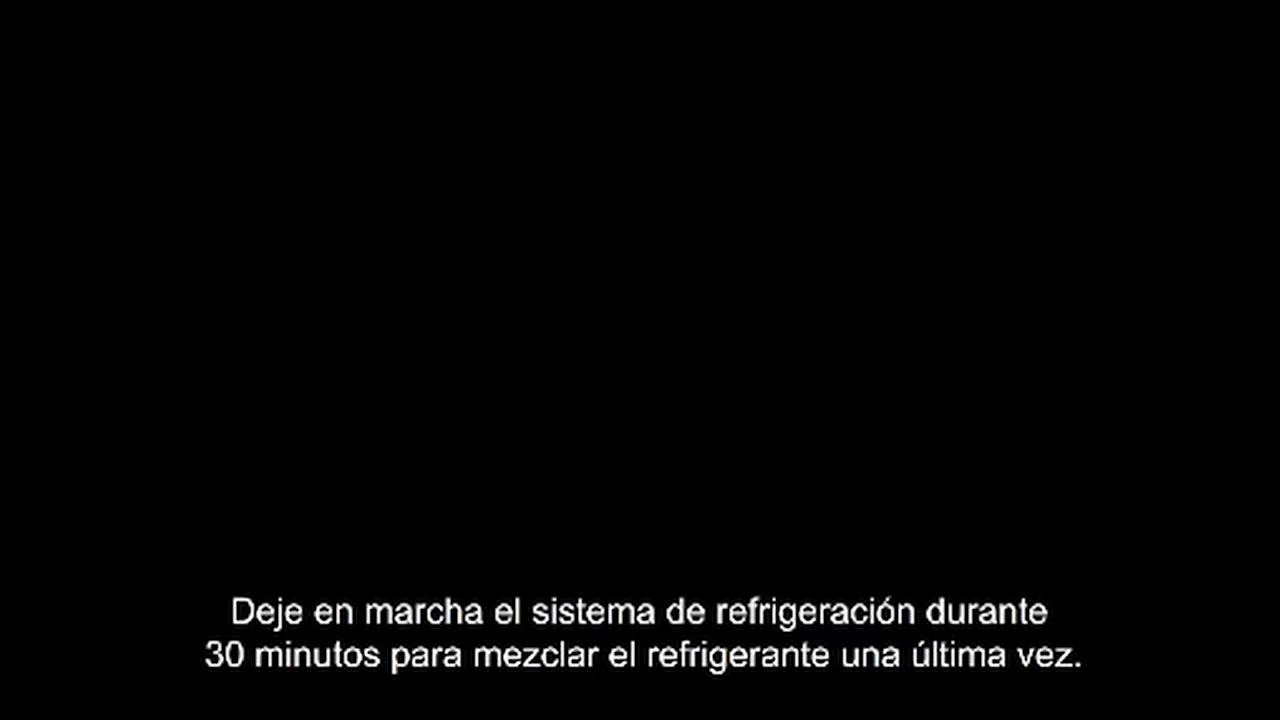 Deje en marcha el sistema de refrigeración durante
30 minutos para mezclar el refrigerante una última vez.